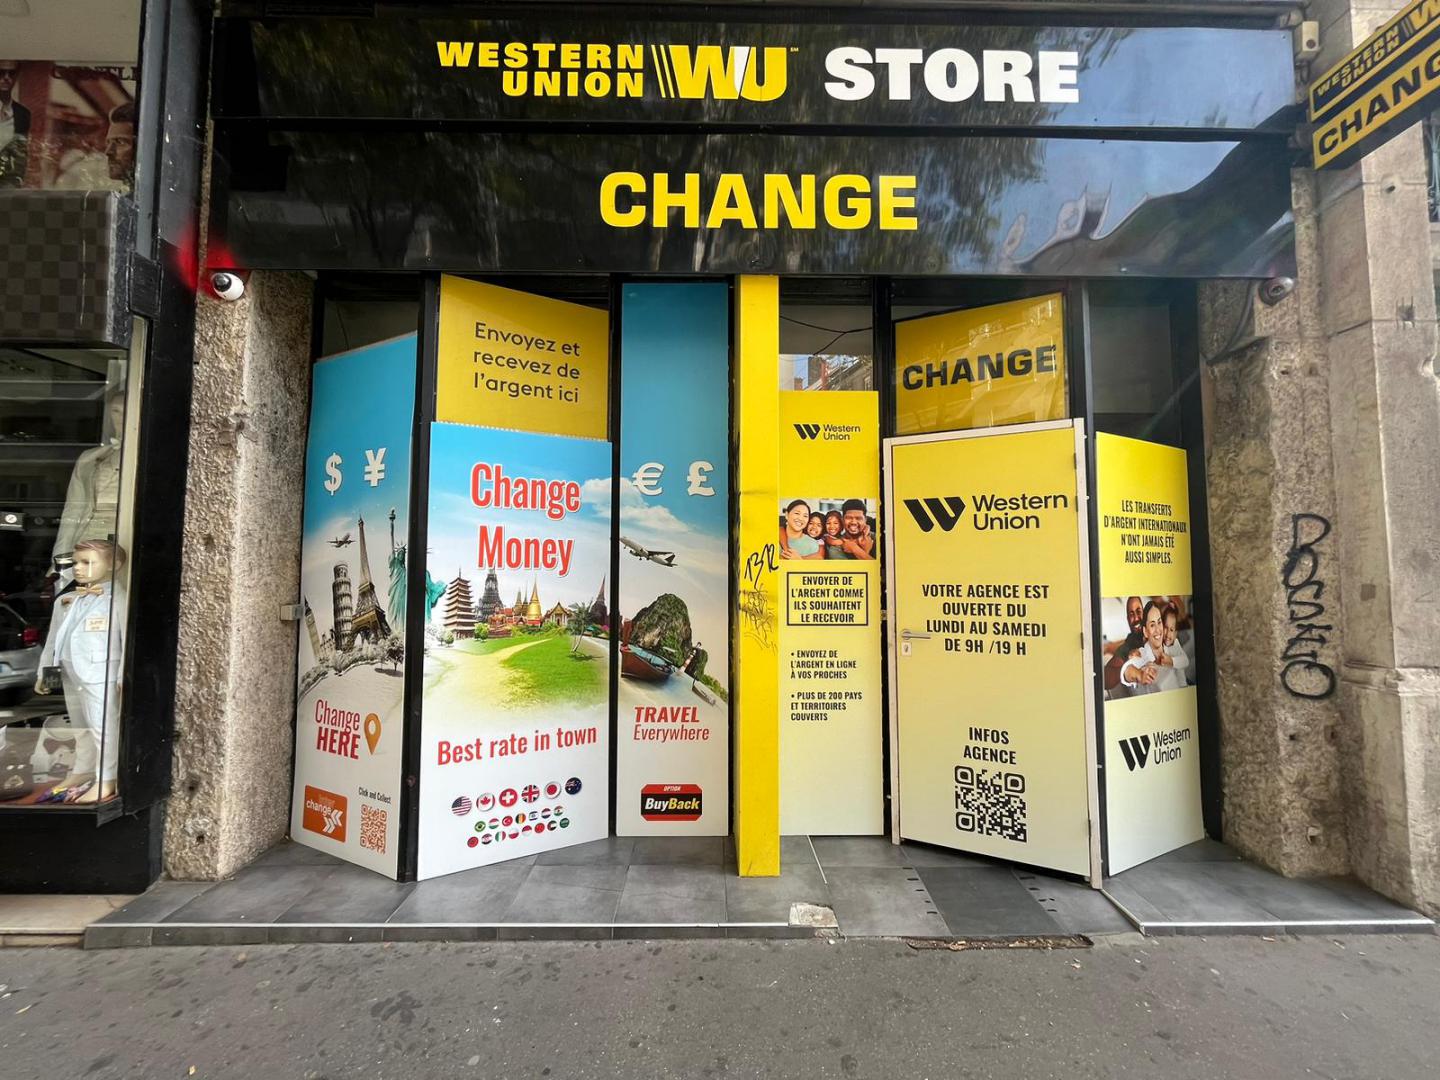 WESTERN
UNION
WU STORE
CHANGE
WESTERN
UNION
CHANG
Envoyez et
recevez de
l'argent ici
$ ¥
Change
HERE
change
Click and Collect
Change
Money
Best rate in town
€ £
TRAVEL
Everywhere
OPTION
BuyBack
1312
Western
Union
ENVOYER DE
L'ARGENT COMME
ILS SOUHAITENT
LE RECEVOIR
• ENVOYEZ DE
L'ARGENT EN LIGNE
À VOS PROCHES
• PLUS DE 200 PAYS
ET TERRITOIRES
COUVERTS
CHANGE
Western
Union
VOTRE AGENCE EST
OUVERTE DU
LUNDI AU SAMEDI
DE 9H /19 H
INFOS
AGENCE
LES TRANSFERTS
D'ARGENT INTERNATIONAUX
N'ONT JAMAIS ÉTÉ
AUSSI SIMPLES.
Western
Union